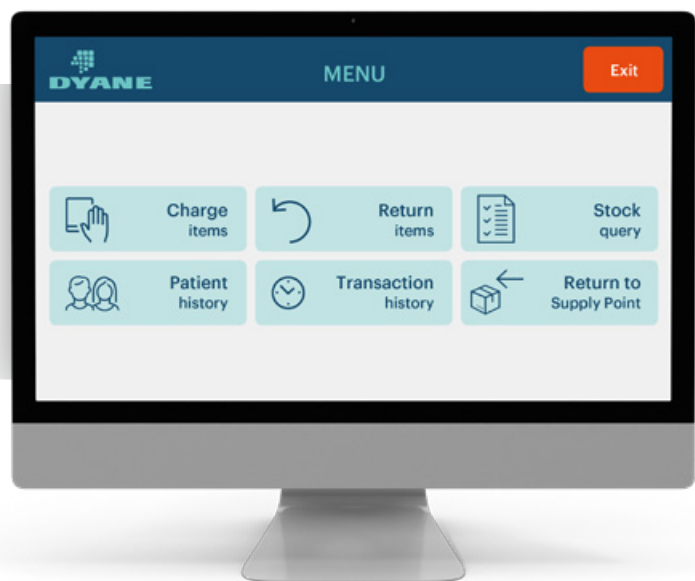 DYANE
MENU
Exit
Charge
items
Return
items
Stock
query
Patient
history
Transaction
history
Return to
Supply Point